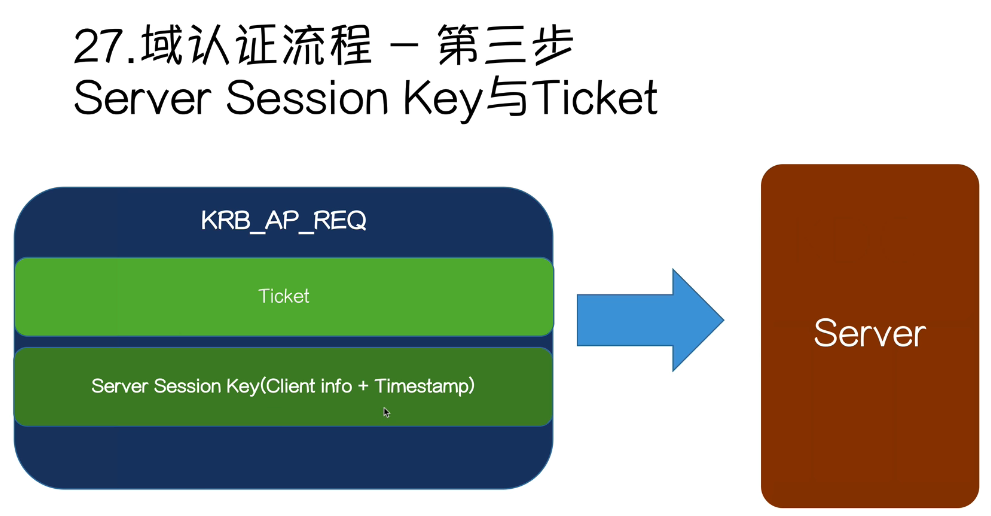 27.域认证流程 – 第三步
Server Session Key与Ticket
KRB_AP_REQ
Ticket
Server Session Key(Client info + Timestamp)
Server